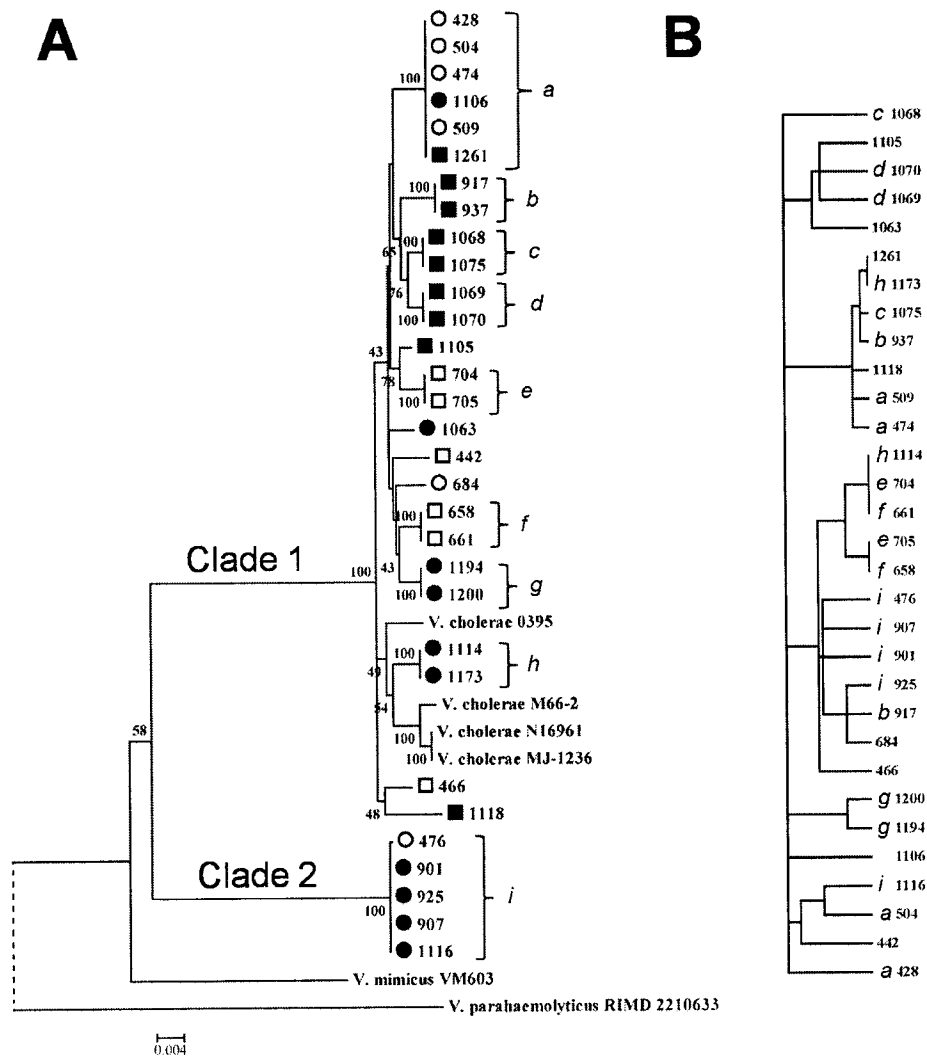 A
428
504
474
100
a
1106
509
1261
917
100
b
937
1068
100
c
65
1075
1069
76
d
100
1070
1105
43
704
78
e
100
705
1063
442
684
658
100
f
661
Clade 1
43
1194
100
g
100
1200
V. cholerae 0395
1114
100
h
49
1173
54
V. cholerae M66-2
V. cholerae N16961
100
100
V. cholerae MJ-1236
58
466
48
1118
476
901
Clade 2
925
i
100
907
1116
V. mimicus VM603
V. parahaemolyticus RIMD 2210633
0.004
B
c 1068
1105
d 1070
d 1069
1063
1261
h 1173
c 1075
b 937
1118
a 509
a 474
h 1114
e 704
f 661
e 705
f 658
i 476
i 907
i 901
i 925
b 917
684
466
g 1200
g 1194
1106
i 1116
a 504
442
a 428